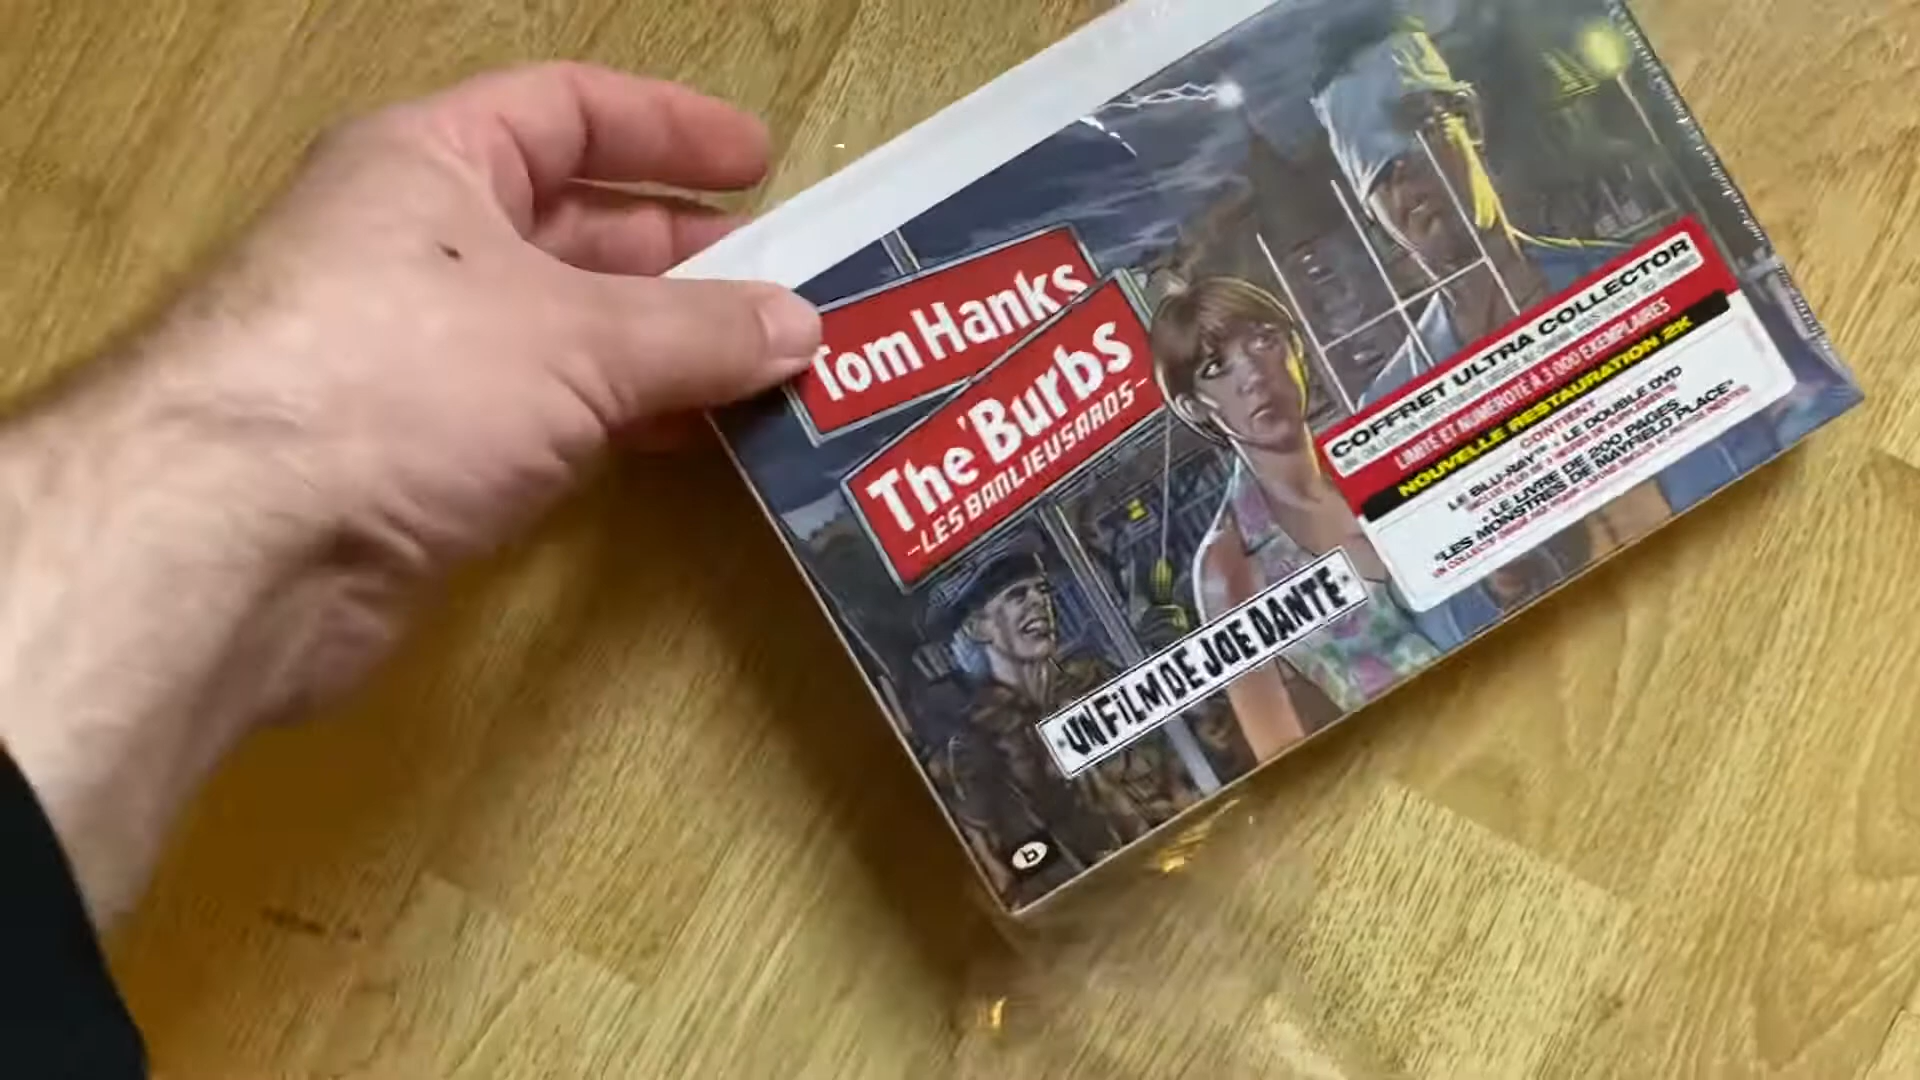 Tom Hanks
The 'Burbs
-LES BANLIEUSARDS-
•UN FILM DE JOE DANTE•
COFFRET ULTRA COLLECTOR
LIMITÉ ET NUMÉROTÉ À 3 000 EXEMPLAIRES
NOUVELLE RESTAURATION 2K
CONTIENT
LE BLU-RAY™ + LE DOUBLE DVD
+ LE LIVRE DE 200 PAGES
"LES MONSTRES DE MAYFIELD PLACE"
b